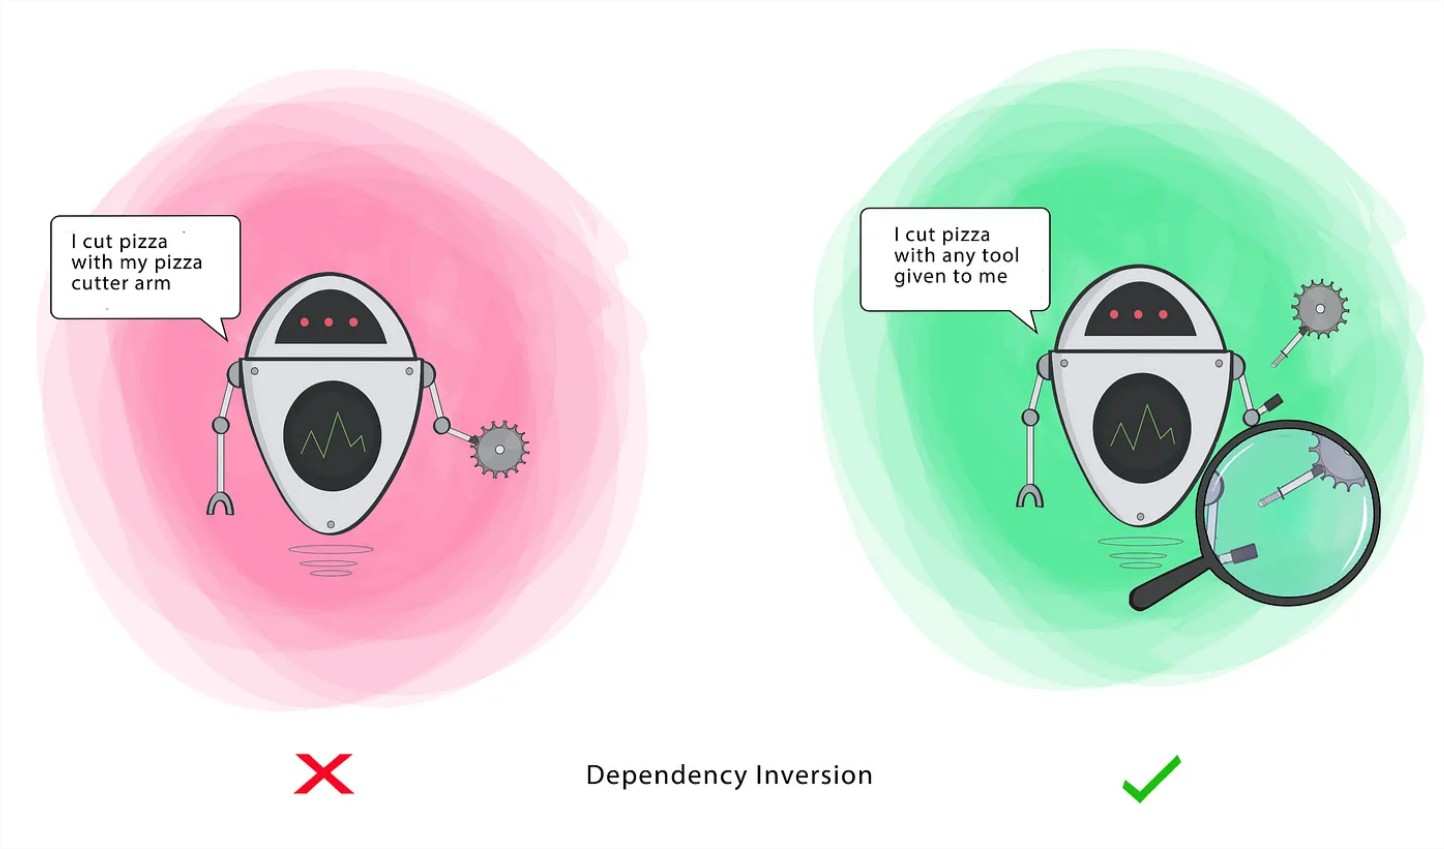 I cut pizza
with my pizza
cutter arm
I cut pizza
with any tool
given to me
Dependency Inversion